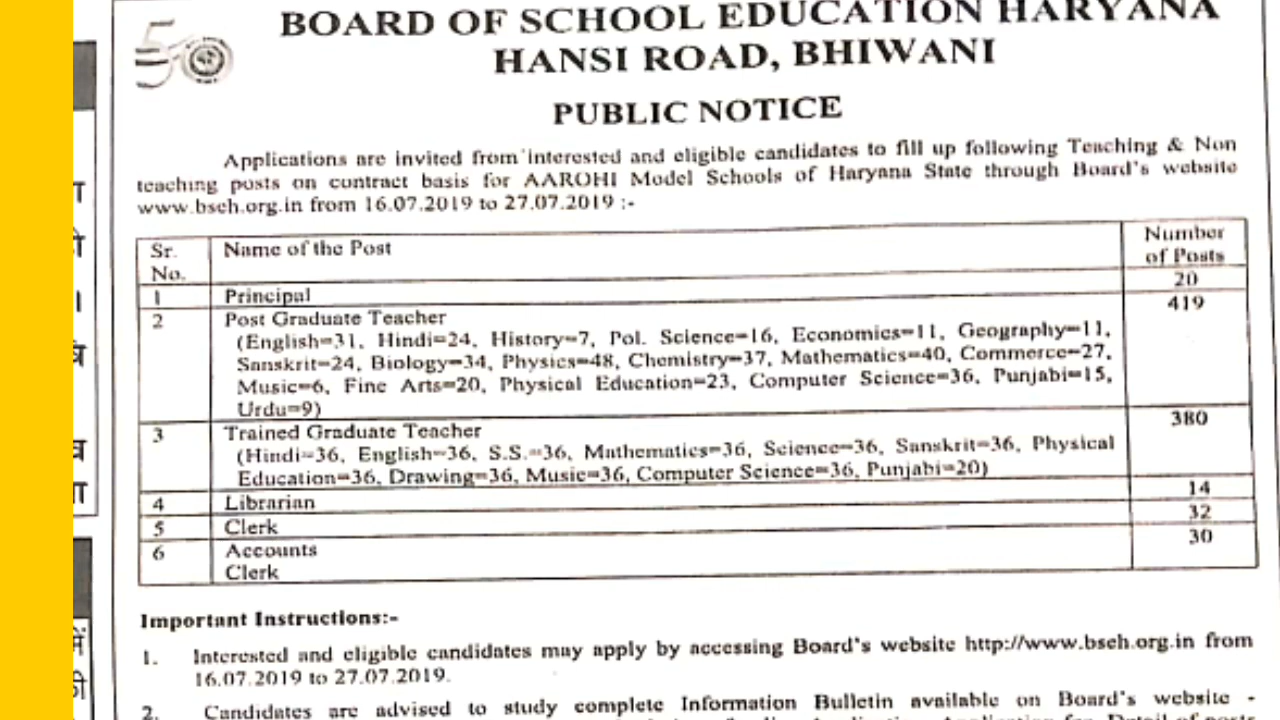 BOARD OF SCHOOL EDUCATION HARYANA
HANSI ROAD, BHIWANI
PUBLIC NOTICE
Applications are invited from interested and eligible candidates to fill up following Teaching & Non
teaching posts on contract basis for AAROHI Model Schools of Haryana State through Board's website
www.bseh.org.in from 16.07.2019 to 27.07.2019 :-
Sr. No. Name of the Post Number of Posts
1 Principal 20
2 Post Graduate Teacher 419
(English=31, Hindi=24, History=7, Pol. Science=16, Economics=11, Geography=11,
Sanskrit=24, Biology=34, Physics=48, Chemistry=37, Mathematics=40, Commerce=27,
Music=6, Fine Arts=20, Physical Education=23, Computer Science=36, Punjabi=15,
Urdu=9)
3 Trained Graduate Teacher 380
(Hindi=36, English=36, S.S.=36, Mathematics=36, Science=36, Sanskrit=36, Physical
Education=36, Drawing=36, Music=36, Computer Science=36, Punjabi=20)
4 Librarian 14
5 Clerk 32
6 Accounts 30
Clerk
Important Instructions:-
1. Interested and eligible candidates may apply by accessing Board's website http://www.bseh.org.in from
16.07.2019 to 27.07.2019.
2. Candidates are advised to study complete Information Bulletin available on Board's website -